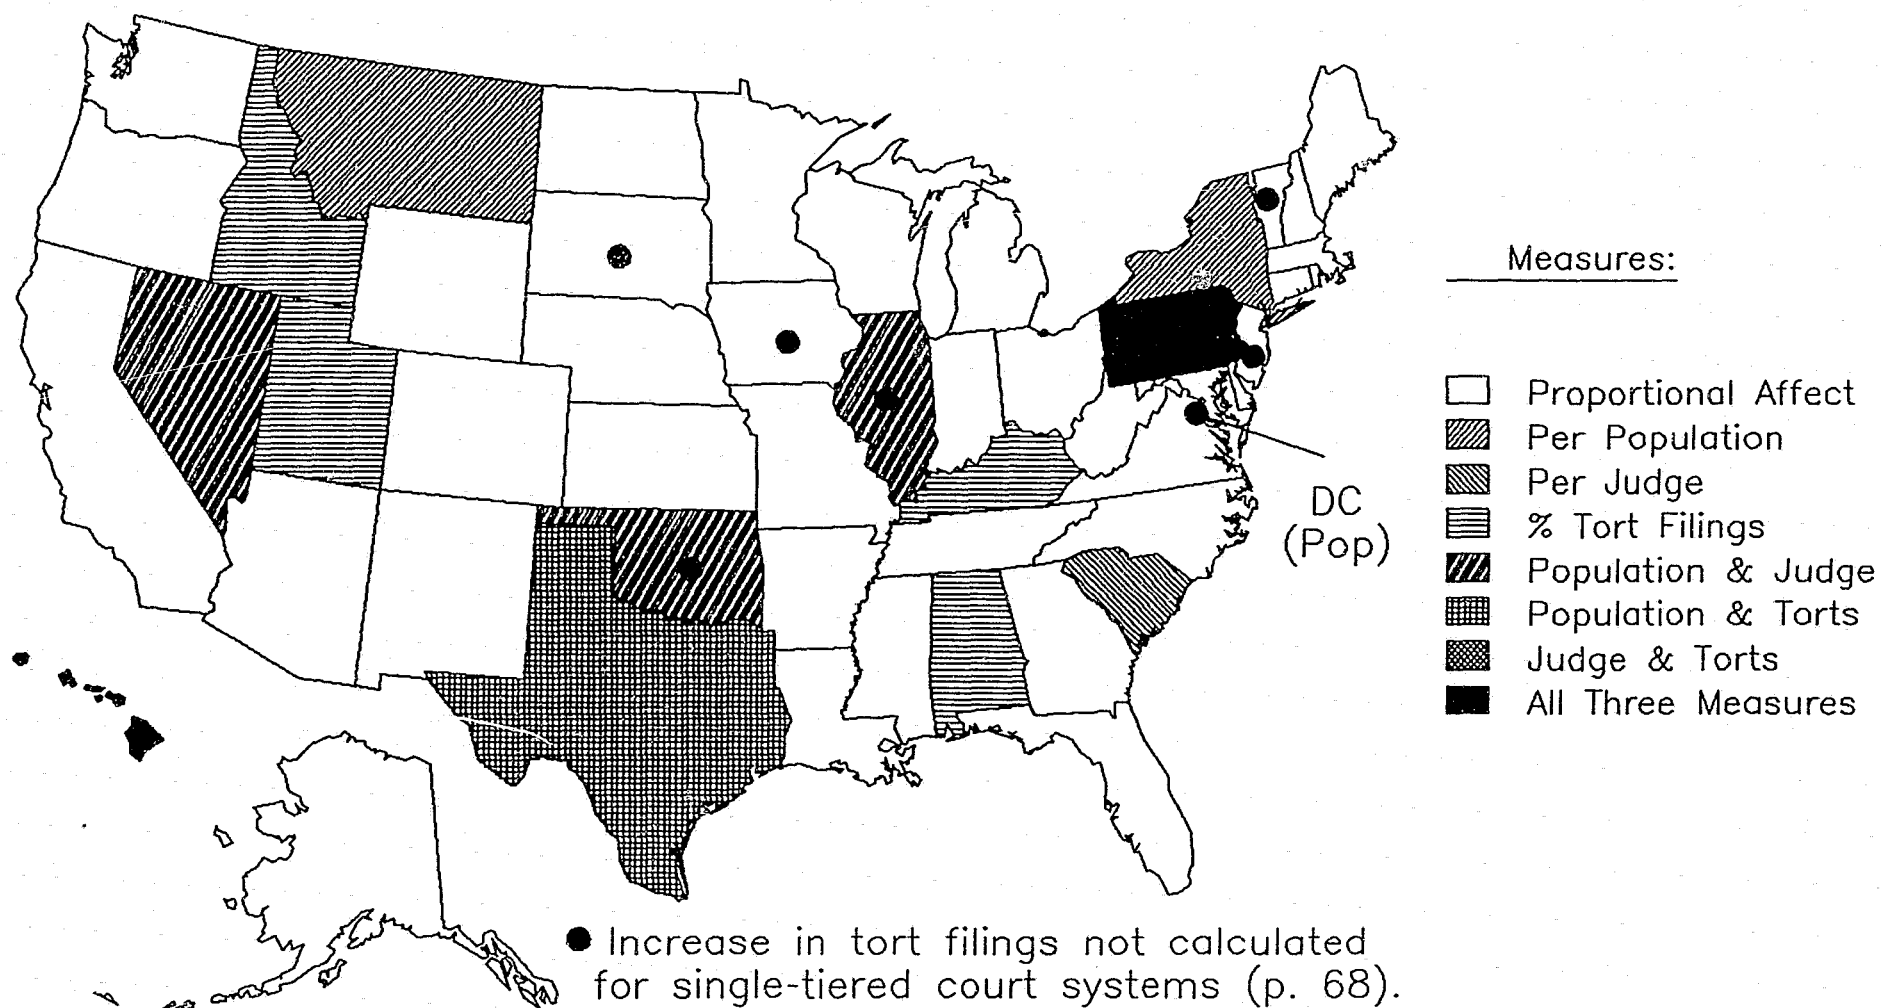 Measures:
Proportional Affect
Per Population
Per Judge
% Tort Filings
Population & Judge
Population & Torts
Judge & Torts
All Three Measures
DC
(Pop)
Increase in tort filings not calculated
for single-tiered court systems (p. 68).